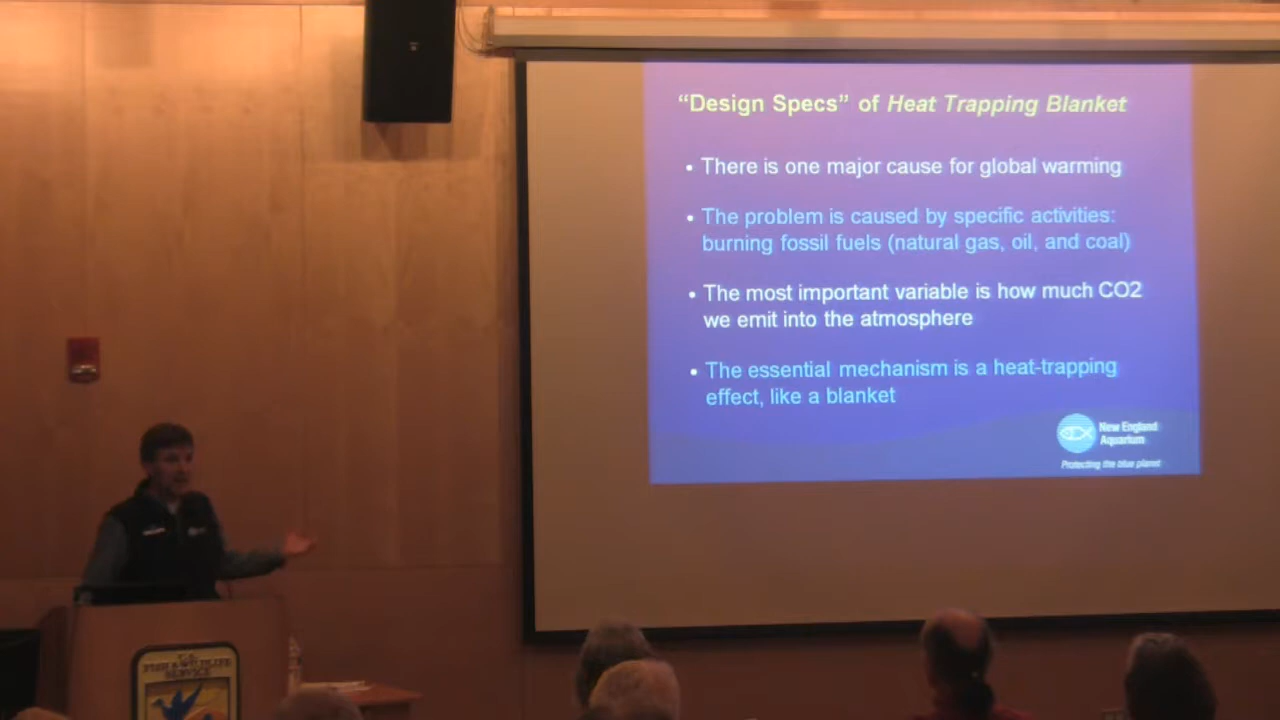 “Design Specs” of Heat Trapping Blanket
• There is one major cause for global warming
• The problem is caused by specific activities:
burning fossil fuels (natural gas, oil, and coal)
• The most important variable is how much CO2
we emit into the atmosphere
• The essential mechanism is a heat-trapping
effect, like a blanket
New England
Aquarium
Protecting the blue planet
U.S.
FISH & WILDLIFE
SERVICE